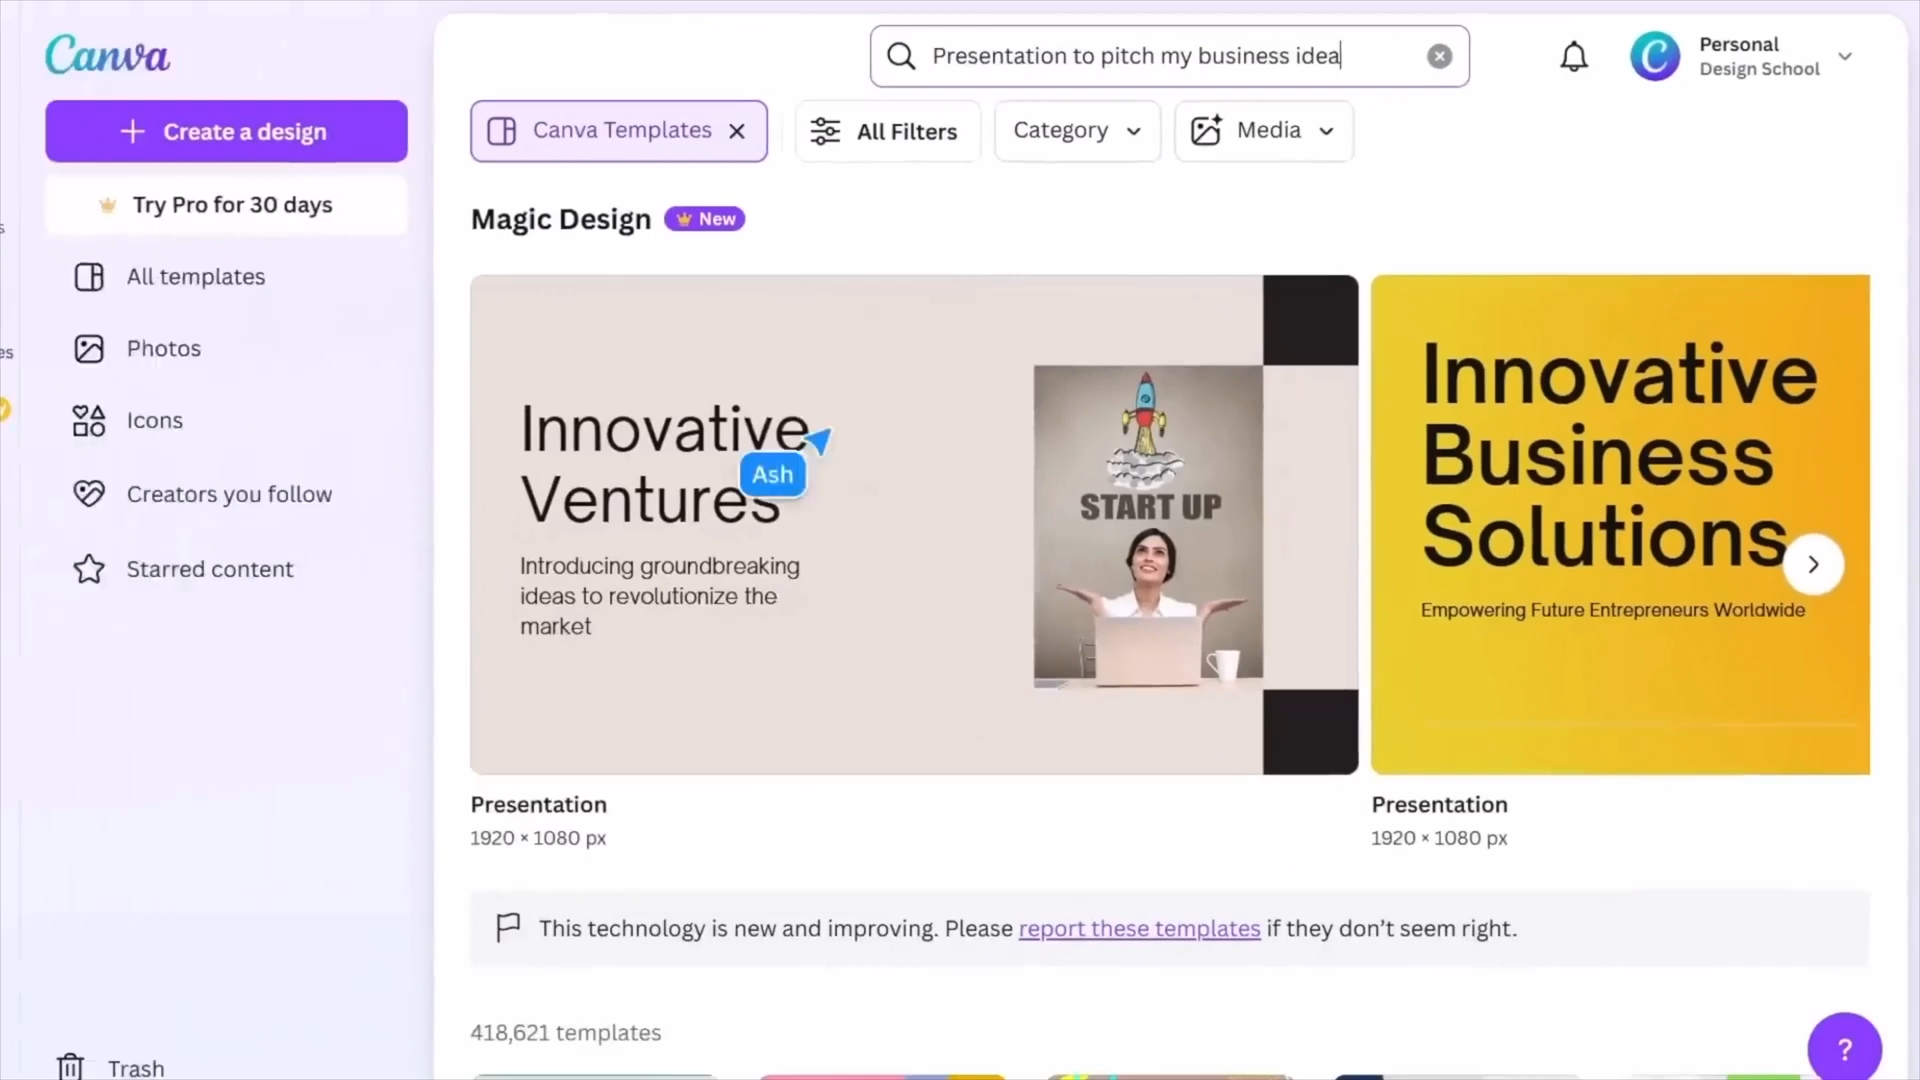 Canva
Create a design
Try Pro for 30 days
All templates
Photos
Icons
Creators you follow
Starred content
Trash
Presentation to pitch my business idea
Personal
Design School
Canva Templates
All Filters
Category
Media
Magic Design
New
Innovative
Ventures
Ash
Introducing groundbreaking
ideas to revolutionize the
market
START UP
Presentation
1920 × 1080 px
Innovative
Business
Solutions
Empowering Future Entrepreneurs Worldwide
Presentation
1920 × 1080 px
This technology is new and improving. Please report these templates if they don’t seem right.
418,621 templates
?